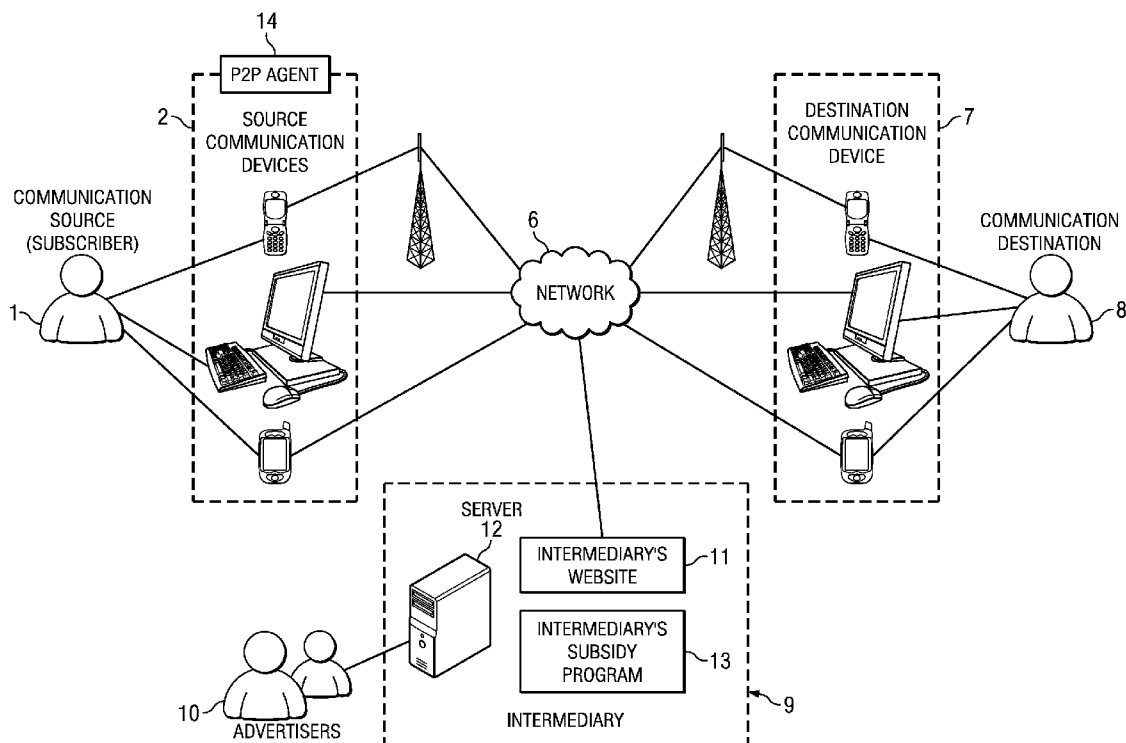 14
P2P AGENT
2
SOURCE
COMMUNICATION
DEVICES
DESTINATION
COMMUNICATION
DEVICE
7
COMMUNICATION
SOURCE
(SUBSCRIBER)
1
6
NETWORK
COMMUNICATION
DESTINATION
8
SERVER
12
INTERMEDIARY'S
WEBSITE
11
INTERMEDIARY'S
SUBSIDY
PROGRAM
13
10
ADVERTISERS
INTERMEDIARY
9